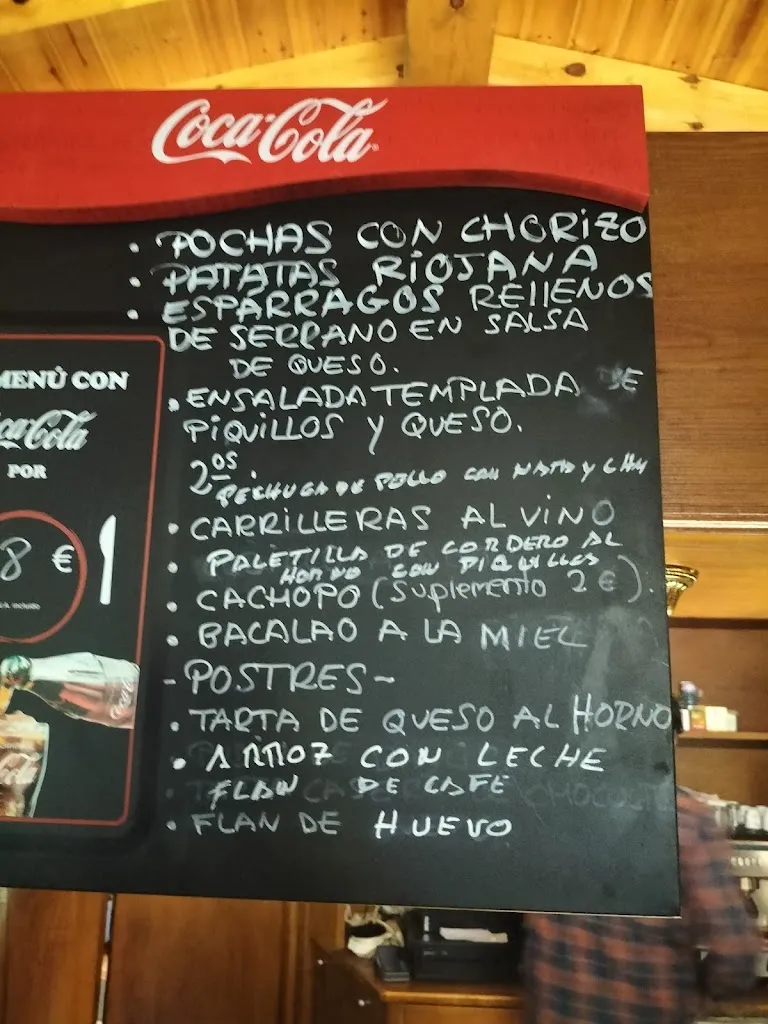 Coca-Cola
• POCHAS CON CHORIZO
• PATATAS RIOJANA
• ESPÁRRAGOS RELLENOS
DE SERRANO EN SALSA
DE QUESO.
• ENSALADA TEMPLADA DE
PIQUILLOS Y QUESO.
2os.
PECHUGA DE POLLO CON NATA Y CHAM
• CARRILLERAS AL VINO
• PALETILLA DE CORDERO AL
HORNO CON PIQUILLOS
• CACHOPO (Suplemento 2 €).
• BACALAO A LA MIEL
- POSTRES -
• TARTA DE QUESO AL HORNO
• ARROZ CON LECHE
FLAN DE CAFE
• FLAN DE HUEVO
MENÚ CON
Coca-Cola
POR
8 €